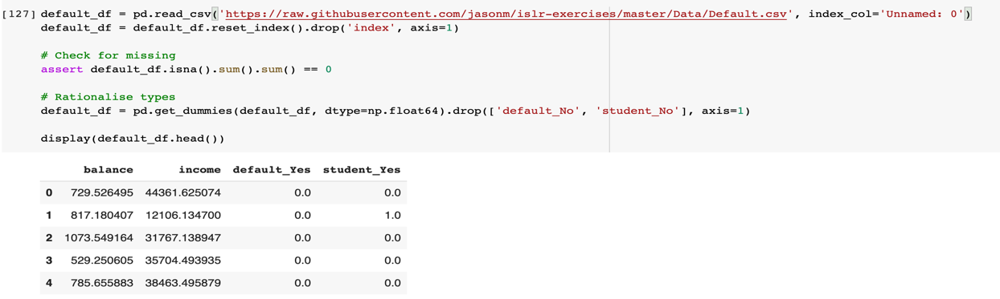 [127] default_df = pd.read_csv('https://raw.githubusercontent.com/jasonm/islr-exercises/master/Data/Default.csv', index_col='Unnamed: 0')
default_df = default_df.reset_index().drop('index', axis=1)
# Check for missing
assert default_df.isna().sum().sum() == 0
# Rationalise types
default_df = pd.get_dummies(default_df, dtype=np.float64).drop(['default_No', 'student_No'], axis=1)
display(default_df.head())
balance income default_Yes student_Yes
0 729.526495 44361.625074 0.0 0.0
1 817.180407 12106.134700 0.0 1.0
2 1073.549164 31767.138947 0.0 0.0
3 529.250605 35704.493935 0.0 0.0
4 785.655883 38463.495879 0.0 0.0